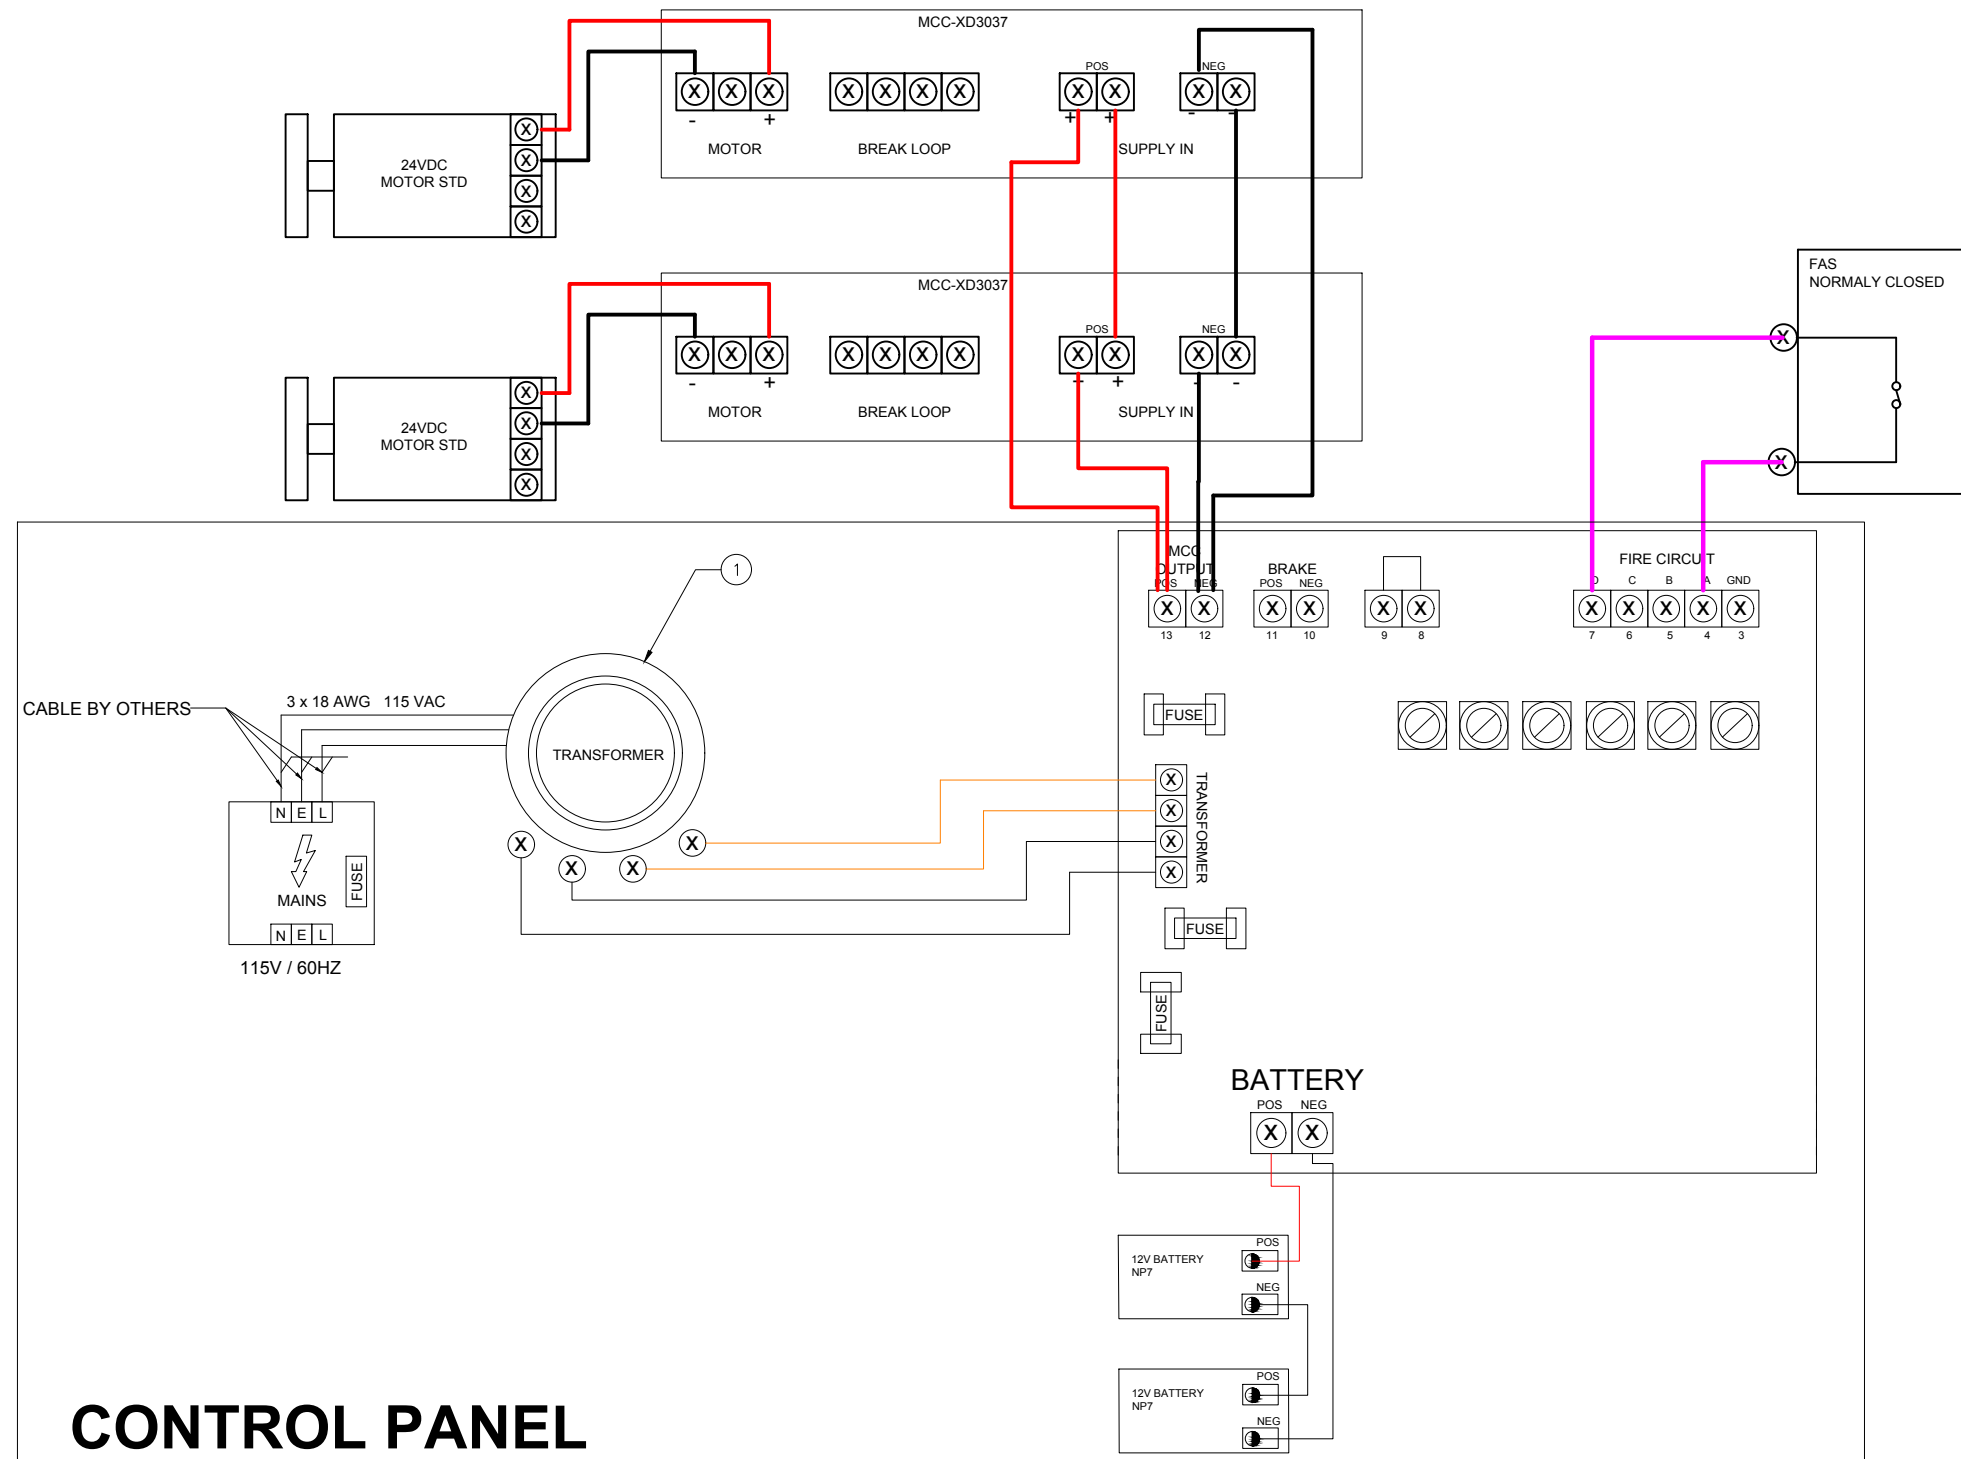 MCC-XD3037
POS
NEG
X X X
X X X X
X X
X X
- +
+ +
- -
MOTOR
BREAK LOOP
SUPPLY IN
24VDC
MOTOR STD
X
X
X
X
MCC-XD3037
POS
NEG
X X X
X X X X
X X
X X
- +
+ +
- -
MOTOR
BREAK LOOP
SUPPLY IN
24VDC
MOTOR STD
X
X
X
X
FAS
NORMALY CLOSED
X
X
MCC
OUTPUT
POS NEG
X X
13 12
BRAKE
POS NEG
X X
11 10
X X
9 8
FIRE CIRCUIT
D C B A GND
X X X X X
7 6 5 4 3
1
CABLE BY OTHERS
3 x 18 AWG 115 VAC
TRANSFORMER
N E L
MAINS
FUSE
N E L
115V / 60HZ
X
X
X
X
FUSE
X
X
X
X
TRANSFORMER
FUSE
FUSE
BATTERY
POS NEG
X X
12V BATTERY
NP7
POS
NEG
12V BATTERY
NP7
POS
NEG
CONTROL PANEL